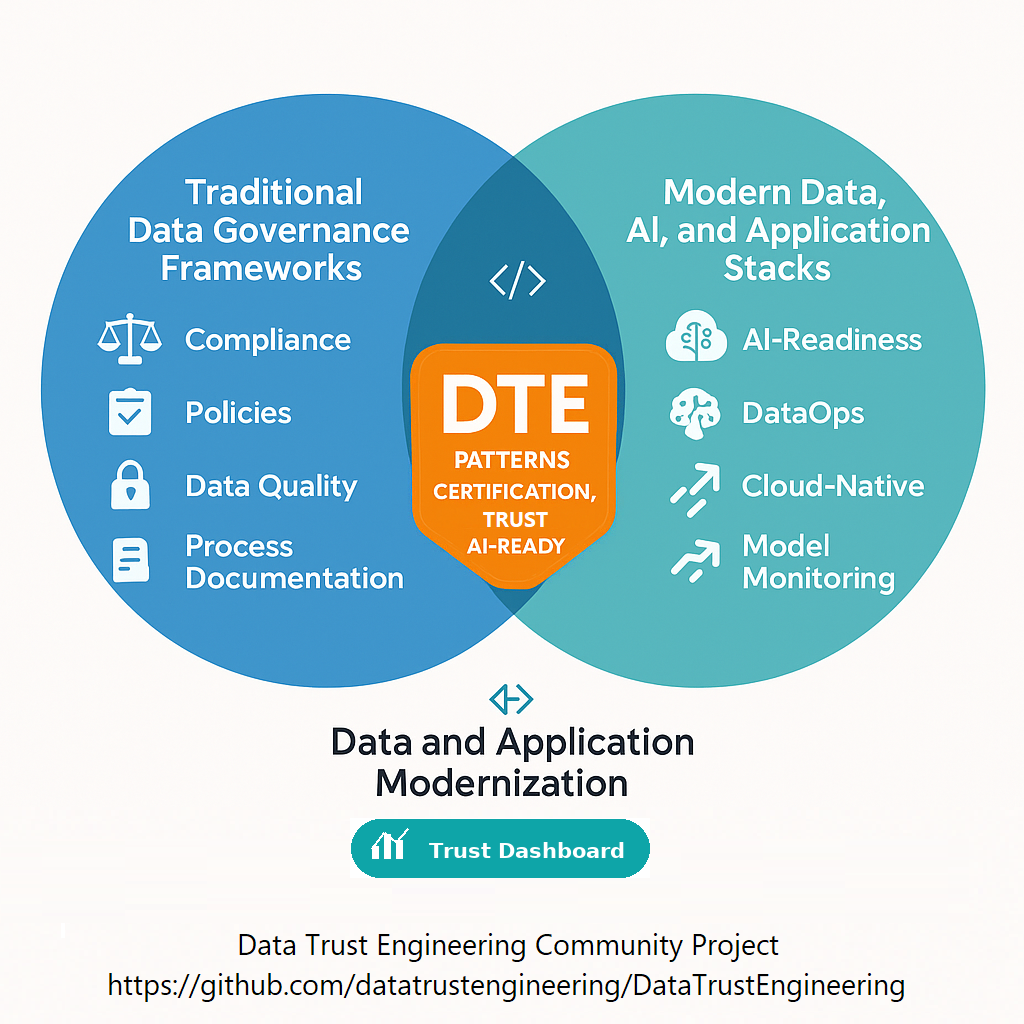 Traditional
Data Governance
Frameworks
Compliance
Policies
Data Quality
Process
Documentation
</>
DTE
PATTERNS
CERTIFICATION,
TRUST
AI-READY
Modern Data,
AI, and Application
Stacks
AI-Readiness
DataOps
Cloud-Native
Model
Monitoring
Data and Application
Modernization
Trust Dashboard
Data Trust Engineering Community Project
https://github.com/datatrustengineering/DataTrustEngineering